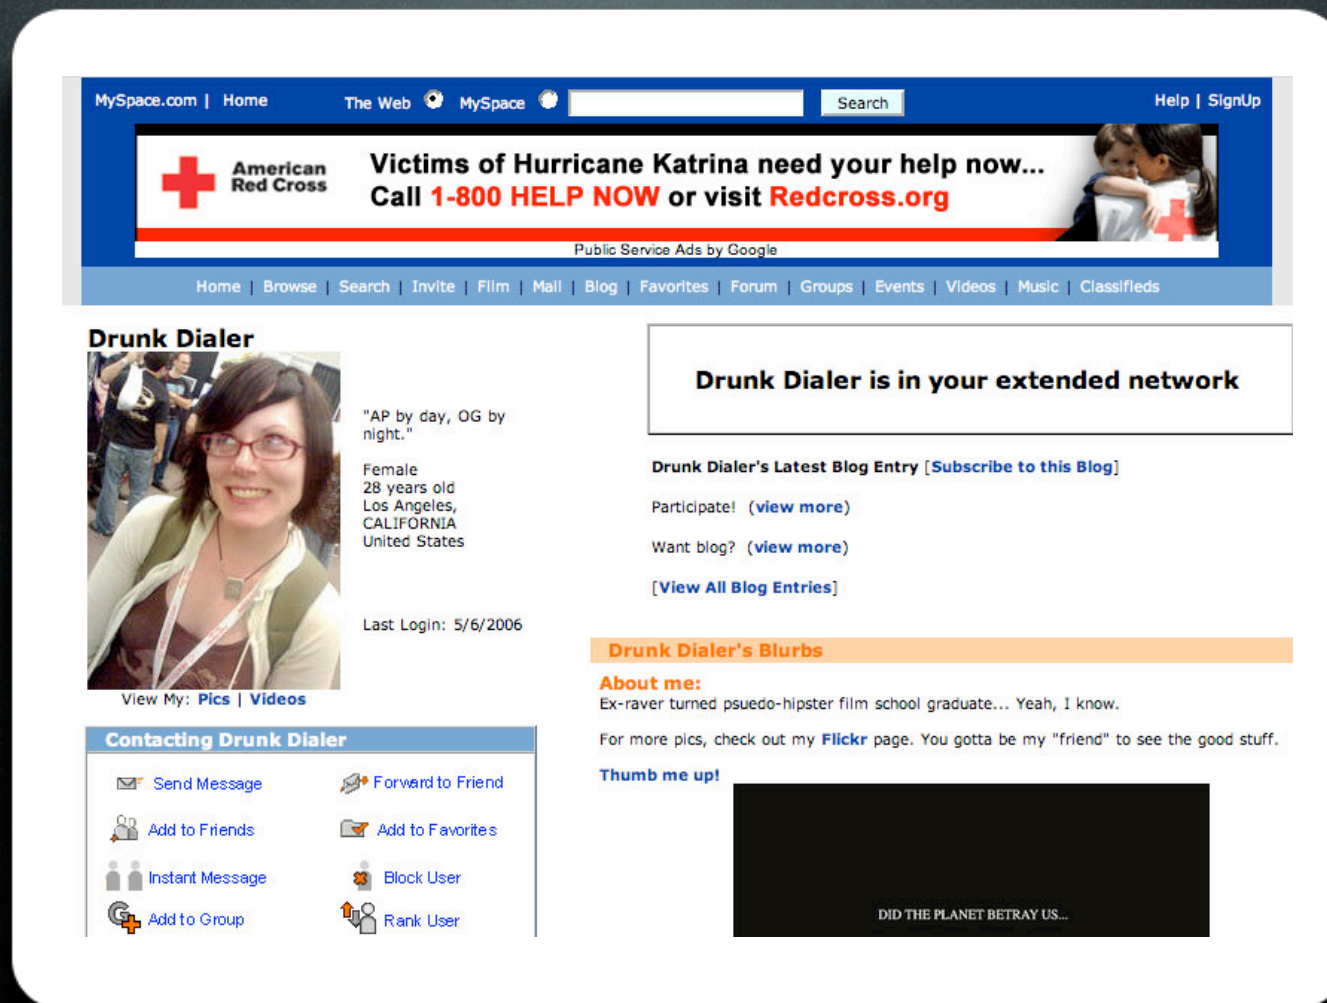 MySpace.com | Home
The Web MySpace Search
Help | SignUp
American
Red Cross
Victims of Hurricane Katrina need your help now...
Call 1-800 HELP NOW or visit Redcross.org
Public Service Ads by Google
Home | Browse | Search | Invite | Film | Mail | Blog | Favorites | Forum | Groups | Events | Videos | Music | Classifieds
Drunk Dialer
"AP by day, OG by
night."
Female
28 years old
Los Angeles,
CALIFORNIA
United States
Last Login: 5/6/2006
View My: Pics | Videos
Contacting Drunk Dialer
Send Message
Forward to Friend
Add to Friends
Add to Favorites
Instant Message
Block User
Add to Group
Rank User
Drunk Dialer is in your extended network
Drunk Dialer's Latest Blog Entry [Subscribe to this Blog]
Participate! (view more)
Want blog? (view more)
[View All Blog Entries]
Drunk Dialer's Blurbs
About me:
Ex-raver turned psuedo-hipster film school graduate... Yeah, I know.
For more pics, check out my Flickr page. You gotta be my "friend" to see the good stuff.
Thumb me up!
DID THE PLANET BETRAY US...